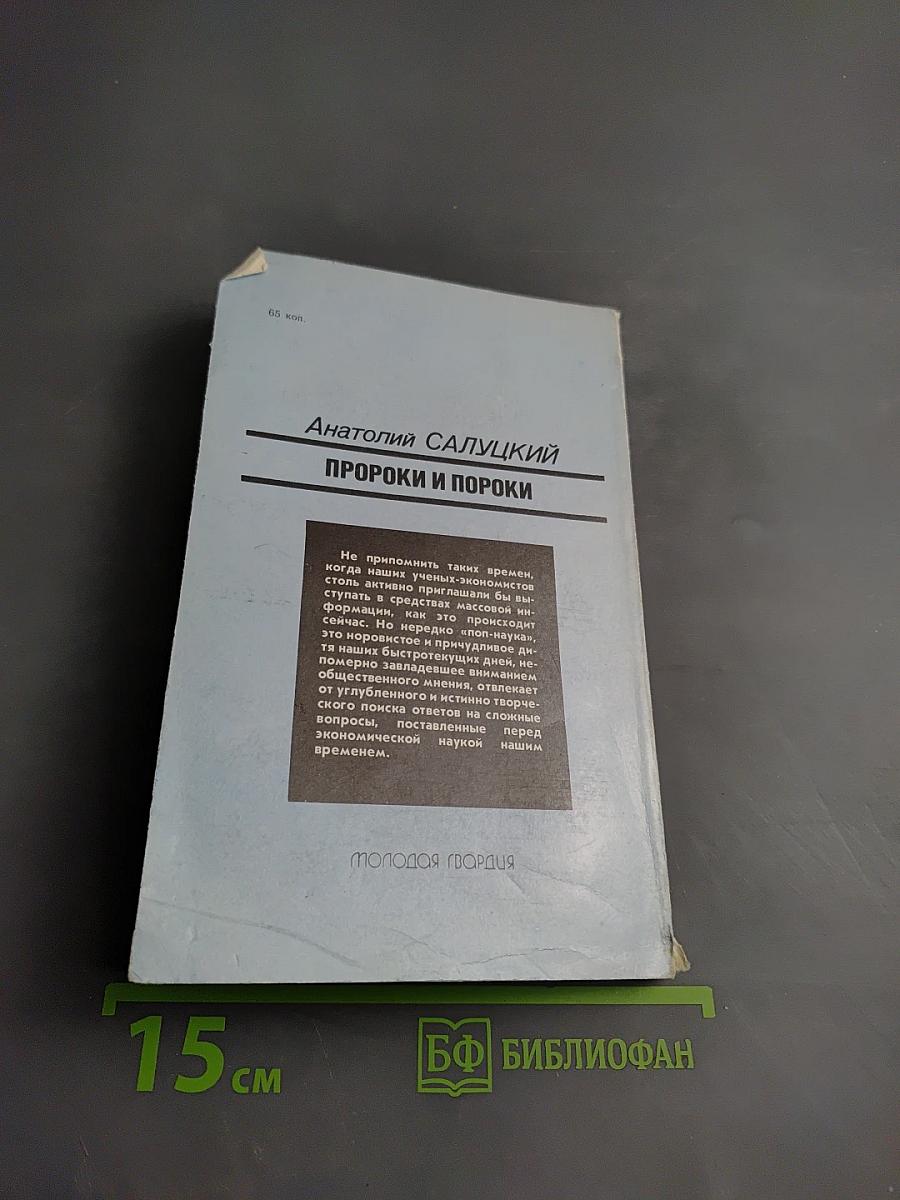 65 коп.
Анатолий САЛУЦКИЙ
ПРОРОКИ И ПОРОКИ
Не припомнить таких времен,
когда наших ученых-экономистов
столь активно приглашали бы вы-
ступать в средствах массовой ин-
формации, как это происходит
сейчас. Но нередко «поп-наука»,
это норовистое и причудливое ди-
тя наших быстротекущих дней, не-
померно завладевшее вниманием
общественного мнения, отвлекает
от углубленного и истинно творче-
ского поиска ответов на сложные
вопросы, поставленные перед
экономической наукой нашим
временем.
МОЛОДАЯ ГВАРДИЯ
15 см
БФ БИБЛИОФАН